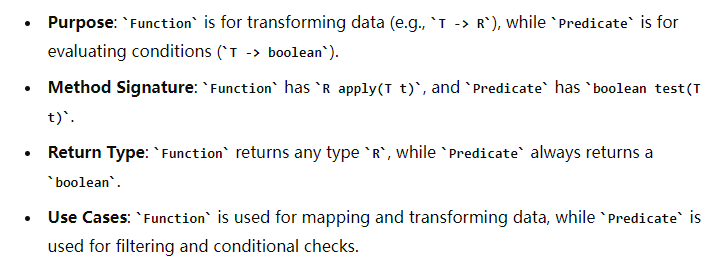 • Purpose: `Function` is for transforming data (e.g., `T -> R`), while `Predicate` is for
evaluating conditions (`T -> boolean`).
• Method Signature: `Function` has `R apply(T t)`, and `Predicate` has `boolean test(T
t)`.
• Return Type: `Function` returns any type `R`, while `Predicate` always returns a
`boolean`.
• Use Cases: `Function` is used for mapping and transforming data, while `Predicate` is
used for filtering and conditional checks.